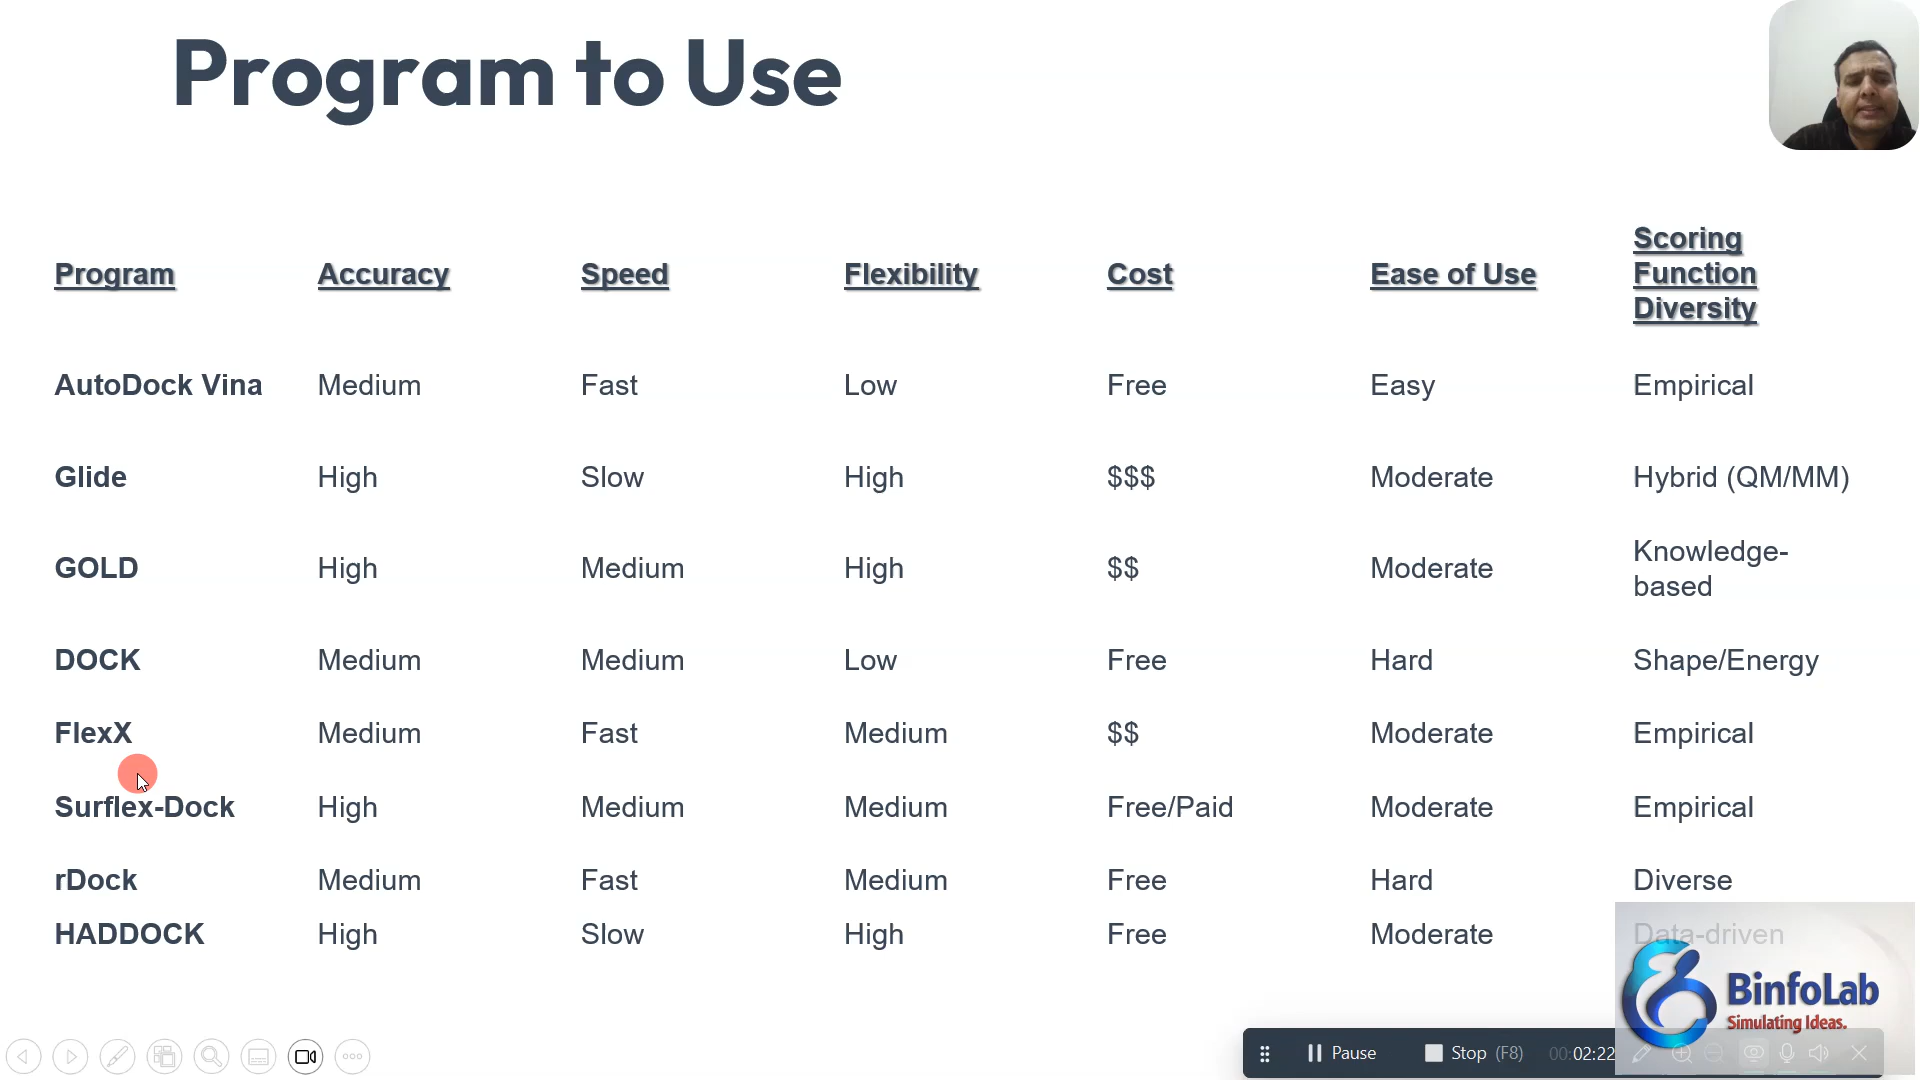 Program to Use
Program Accuracy Speed Flexibility Cost Ease of Use Scoring Function Diversity
AutoDock Vina Medium Fast Low Free Easy Empirical
Glide High Slow High $$$ Moderate Hybrid (QM/MM)
GOLD High Medium High $$ Moderate Knowledge-based
DOCK Medium Medium Low Free Hard Shape/Energy
FlexX Medium Fast Medium $$ Moderate Empirical
Surflex-Dock High Medium Medium Free/Paid Moderate Empirical
rDock Medium Fast Medium Free Hard Diverse
HADDOCK High Slow High Free Moderate Data-driven
BinfoLab
Simulating Ideas.
Pause Stop (F8) 00:02:22